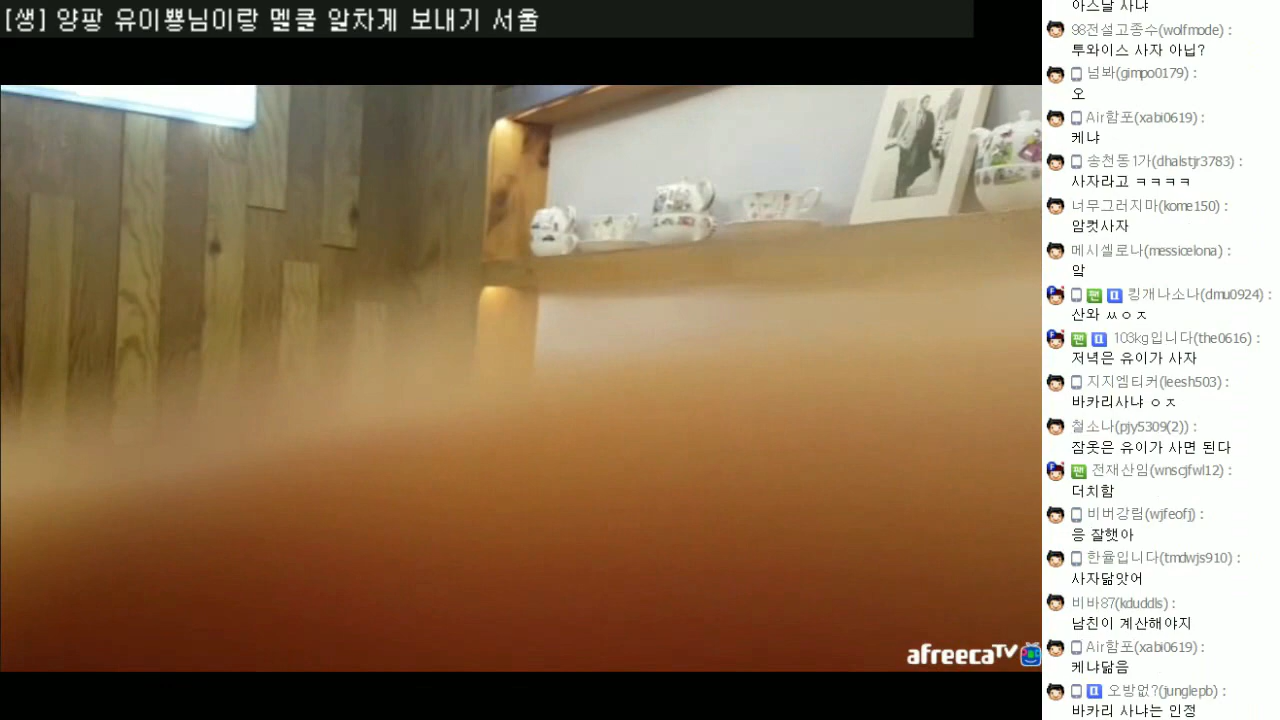 [생] 양팡 유이뿅님이랑 멜클 알차게 보내기 서울
아스날 사냐
98전설고종수(wolfmode) :
투와이스 사자 아닙?
넘봐(gimpo0179) :
오
Air함포(xabi0619) :
케냐
송천동1가(dhalstjr3783) :
사자라고 ㅋㅋㅋㅋ
너무그러지마(kome150) :
암컷사자
메시셀로나(messicelona) :
앜
팬 킹개나소나(dmu0924) :
산와 ㅆㅇㅈ
팬 103kg입니다(the0616) :
저녁은 유이가 사자
지지엠티커(leesh503) :
바카리사냐 ㅇㅈ
철소나(pjy5309(2)) :
잠옷은 유이가 사면 된다
팬 전재산임(wnscjfwl12) :
더치함
비버강림(wjfeofj) :
응 잘햇아
한율입니다(tmdwjs910) :
사자닮앗어
비바87(kduddls) :
남친이 계산해야지
Air함포(xabi0619) :
케냐닮음
오방없?(junglepb) :
바카리 사냐는 인정
afreecaTV